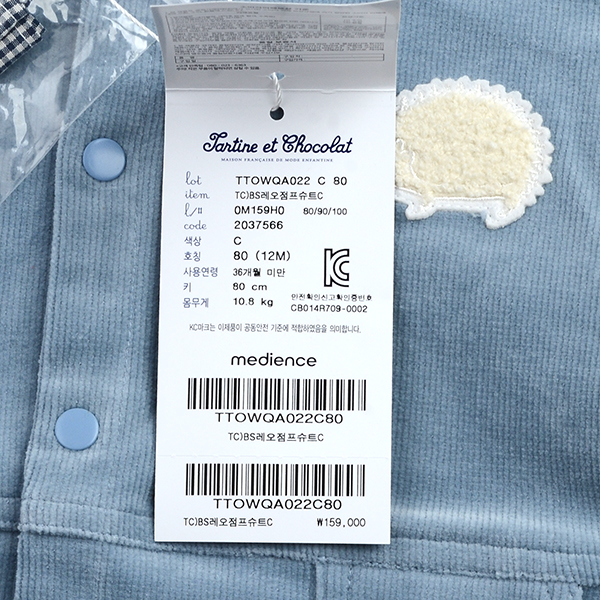 Tartine et Chocolat
MAISON FRANÇAISE DE MODE ENFANTINE
lot TTOWQA022 C 80
item TC)BS레오점프슈트C
l/II 0M159H0 80/90/100
code 2037566
색상 C
호칭 80 (12M)
사용연령 36개월 미만
키 80 cm
몸무게 10.8 kg
안전확인신고확인증번호
CB014R709-0002
KC마크는 이제품이 공동안전 기준에 적합하였음을 의미합니다.
medience
TTOWQA022C80
TC)BS레오점프슈트C
TTOWQA022C80
TC)BS레오점프슈트C ₩159,000